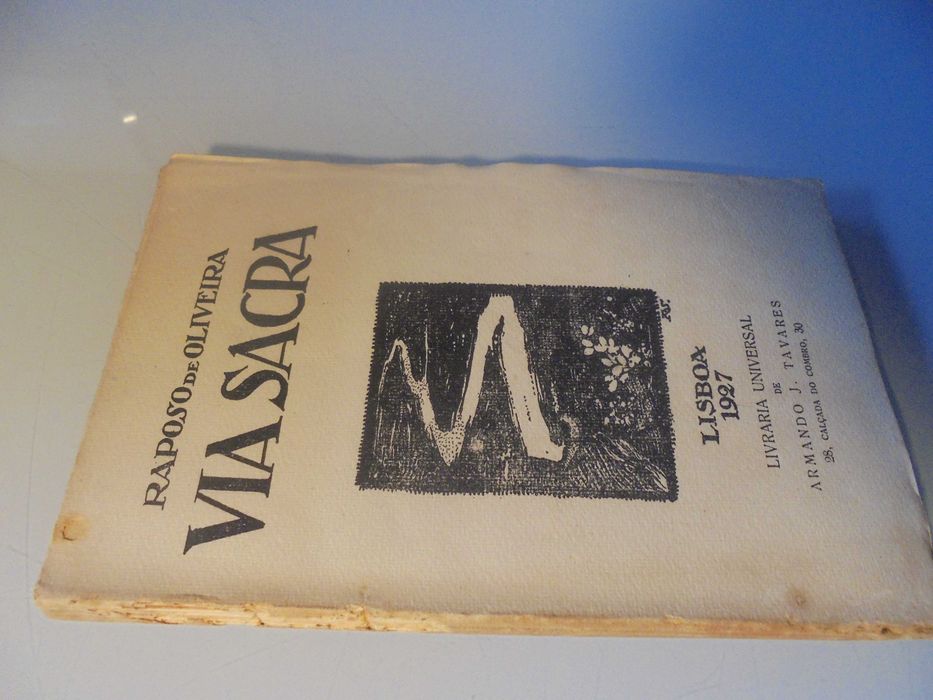 RAPOSO DE OLIVEIRA
VIA SACRA
LISBOA
1927
LIVRARIA UNIVERSAL
DE
ARMANDO J. TAVARES
28, CALÇADA DO COMBRO, 30